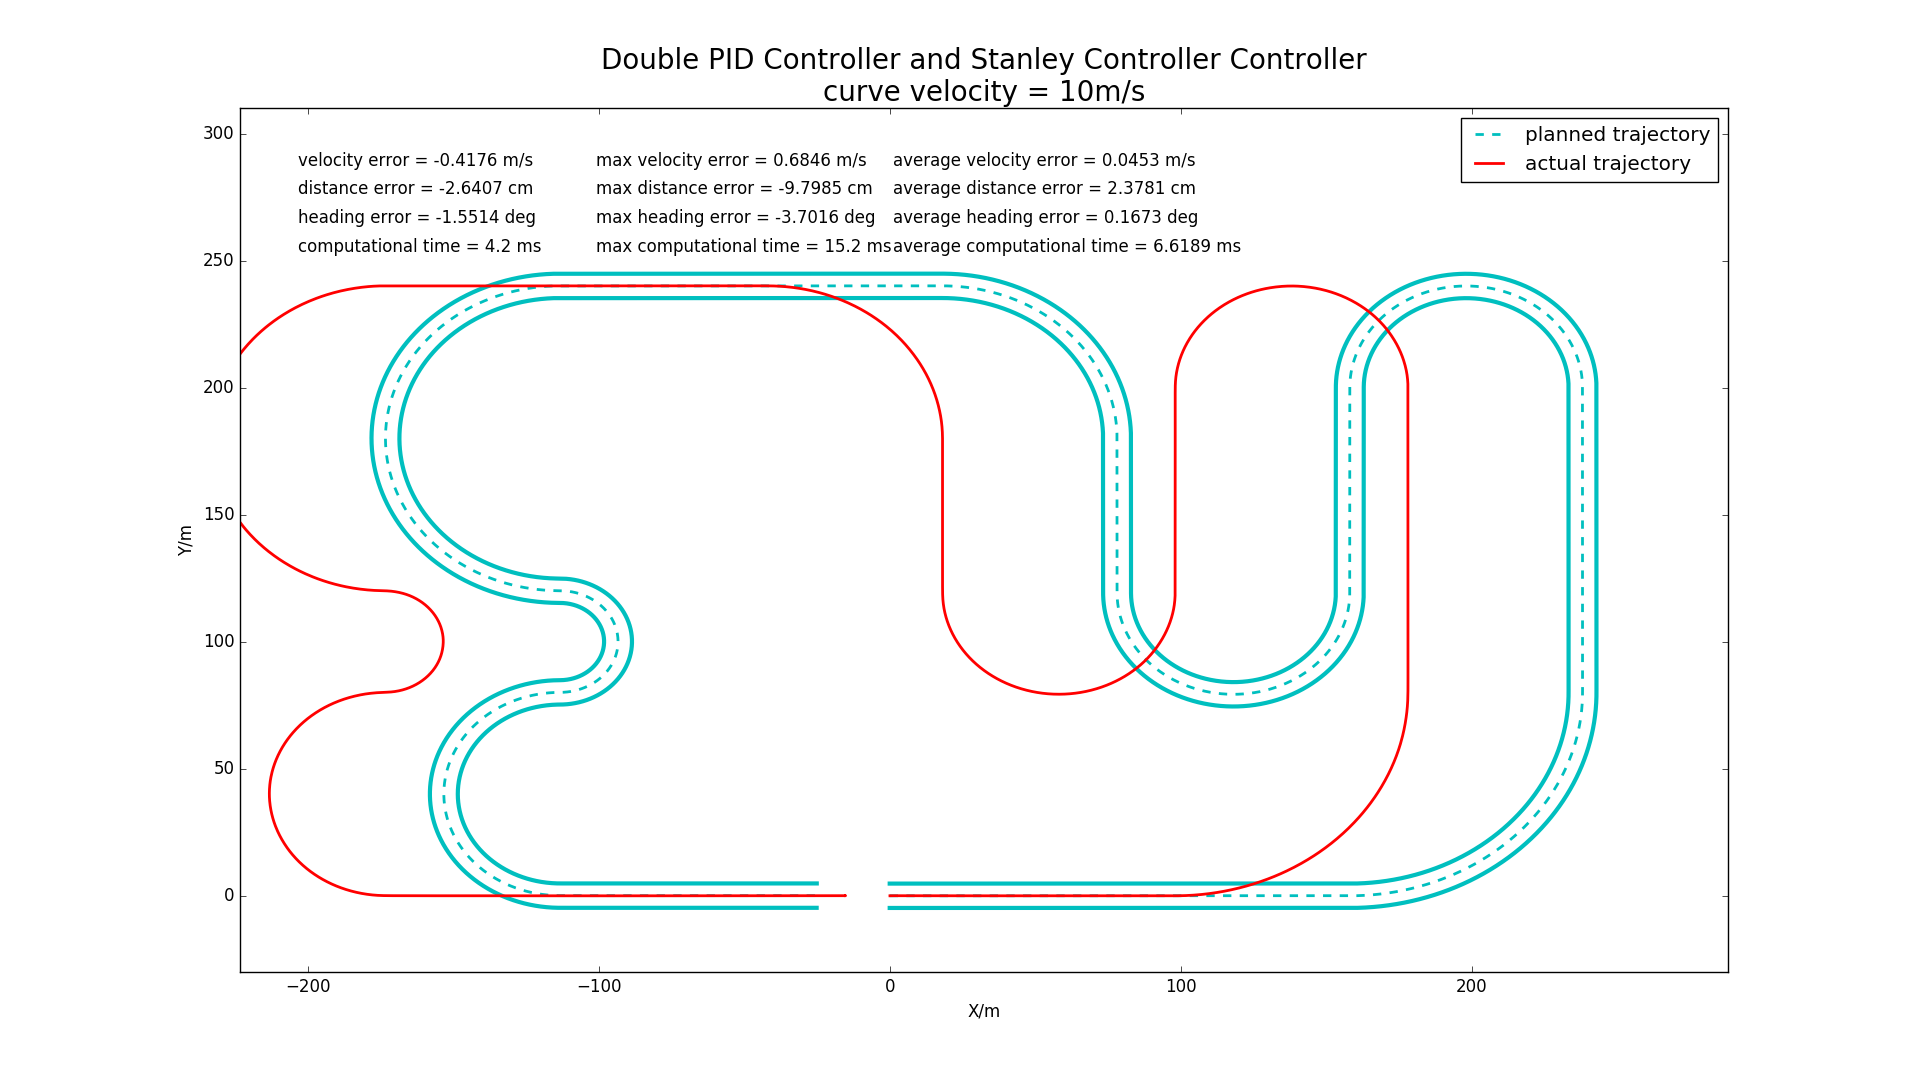 Double PID Controller and Stanley Controller Controller
curve velocity = 10m/s
planned trajectory
actual trajectory
velocity error = -0.4176 m/s
distance error = -2.6407 cm
heading error = -1.5514 deg
computational time = 4.2 ms
max velocity error = 0.6846 m/s
max distance error = -9.7985 cm
max heading error = -3.7016 deg
max computational time = 15.2 ms
average velocity error = 0.0453 m/s
average distance error = 2.3781 cm
average heading error = 0.1673 deg
average computational time = 6.6189 ms
300
250
200
150
100
50
0
Y/m
−200
−100
0
100
200
X/m